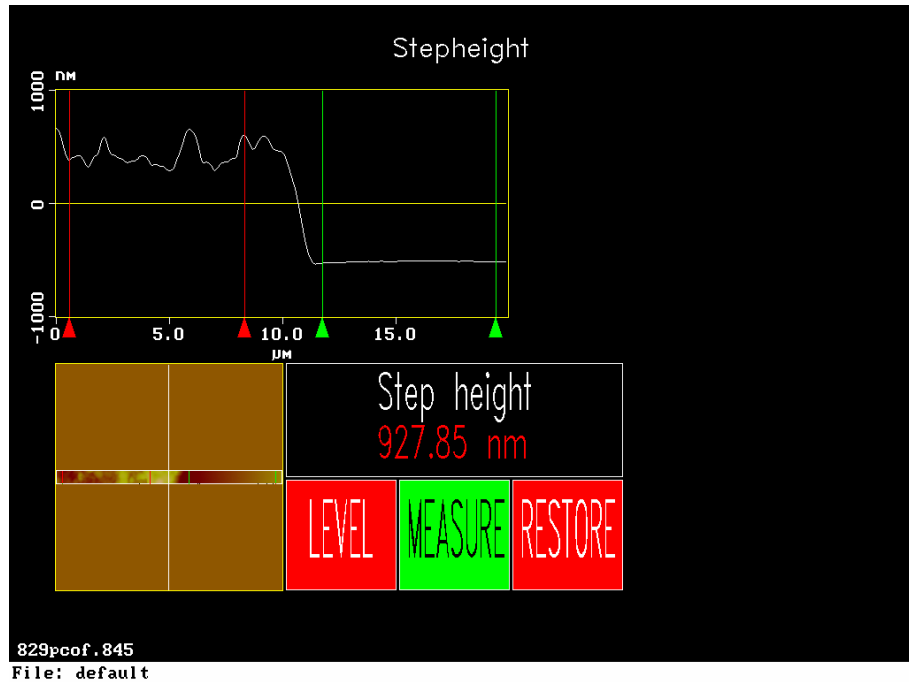 Stepheight
nM
1000
0
-1000
0 5.0 10.0 15.0
µM
Step height
927.85 nm
LEVEL MEASURE RESTORE
829pcof.845
File: default